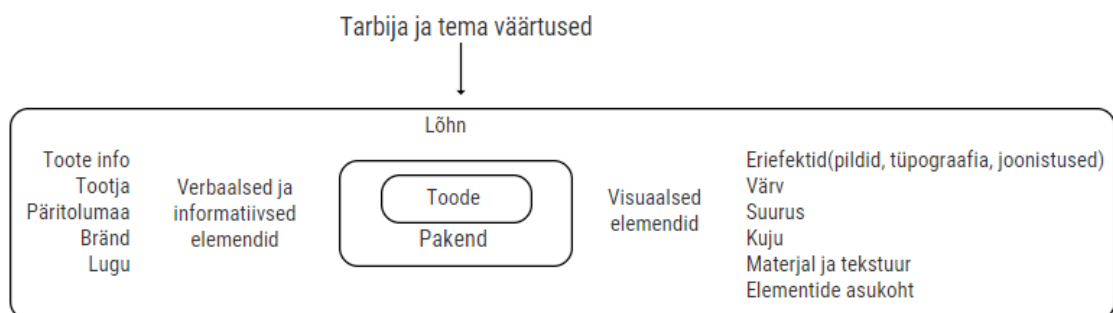 Tarbija ja tema väärtused
Lõhn
Toote info
Tootja
Päritolumaa
Bränd
Lugu
Verbaalsed ja
informatiivsed
elemendid
Toode
Pakend
Visuaalsed
elemendid
Eriefektid(pildid, tüpograafia, joonistused)
Värv
Suurus
Kuju
Materjal ja tekstuur
Elementide asukoht